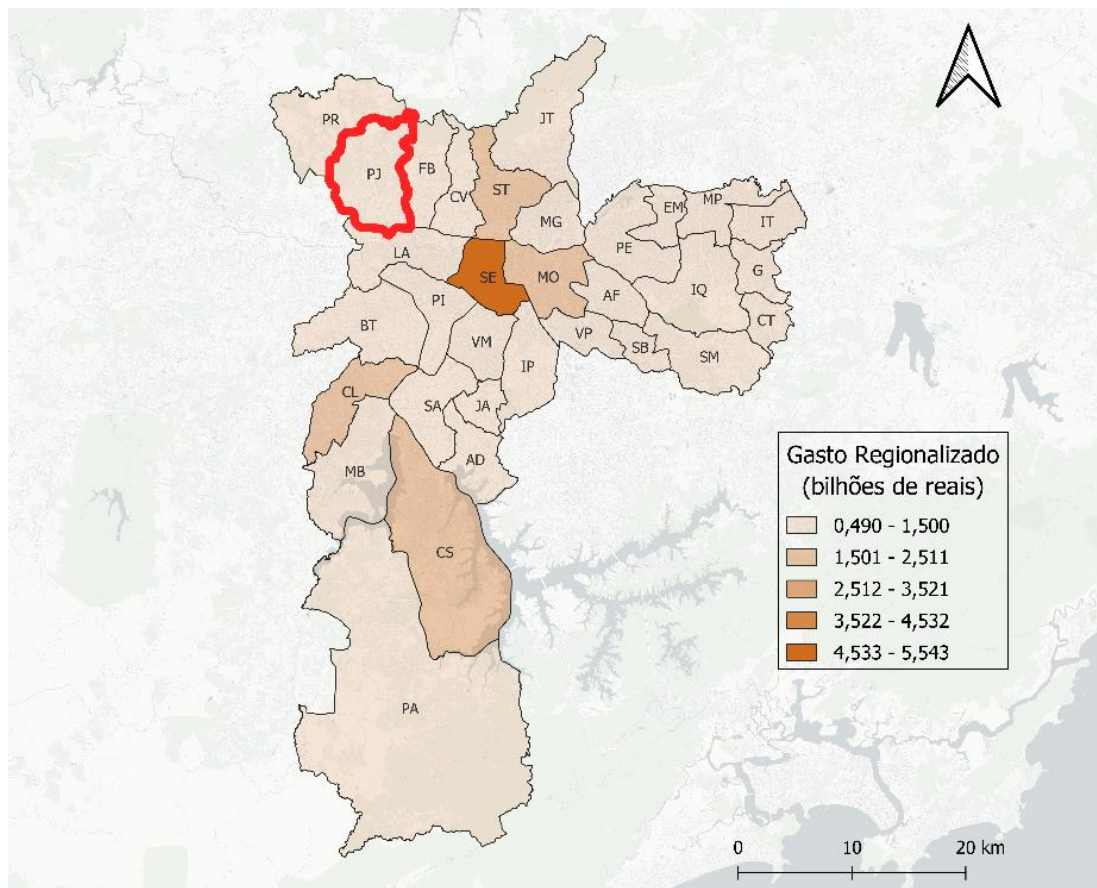 PR
JT
PJ
FB
CV
ST
MG
EM
MP
IT
PE
LA
SE
MO
G
IQ
AF
PI
CT
BT
VM
VP
SB
SM
IP
CL
SA
JA
AD
MB
CS
PA
Gasto Regionalizado
(bilhões de reais)
0,490 - 1,500
1,501 - 2,511
2,512 - 3,521
3,522 - 4,532
4,533 - 5,543
0 10 20 km